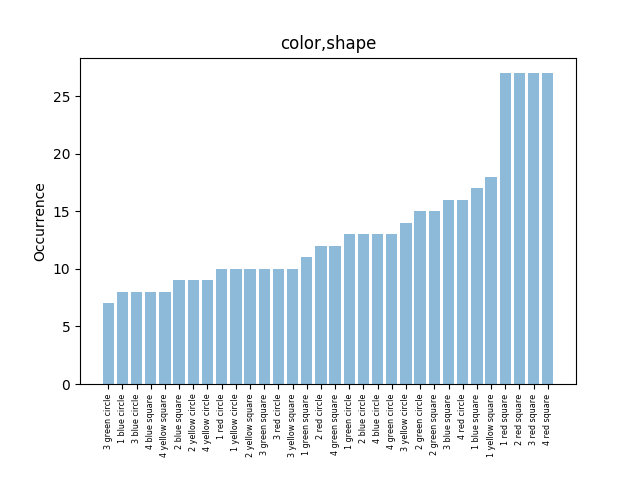 color,shape
25
20
15
10
5
0
Occurrence
3 green circle
1 blue circle
3 blue circle
4 blue square
4 yellow square
2 blue square
2 yellow circle
4 yellow circle
1 red circle
1 yellow circle
2 yellow square
3 green square
3 red circle
3 yellow square
1 green square
2 red circle
4 green square
1 green circle
2 blue circle
4 blue circle
4 green circle
3 yellow circle
2 green circle
2 green square
3 blue square
4 red circle
1 blue square
1 yellow square
1 red square
2 red square
3 red square
4 red square